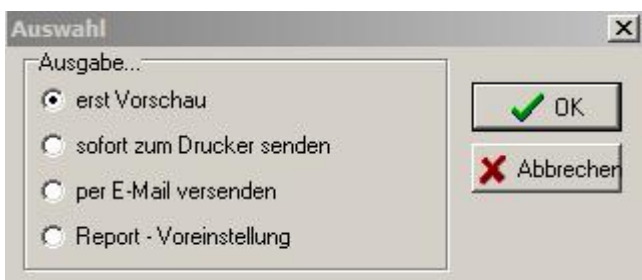 Auswahl
Ausgabe...
erst Vorschau
sofort zum Drucker senden
per E-Mail versenden
Report - Voreinstellung
OK
Abbrechen